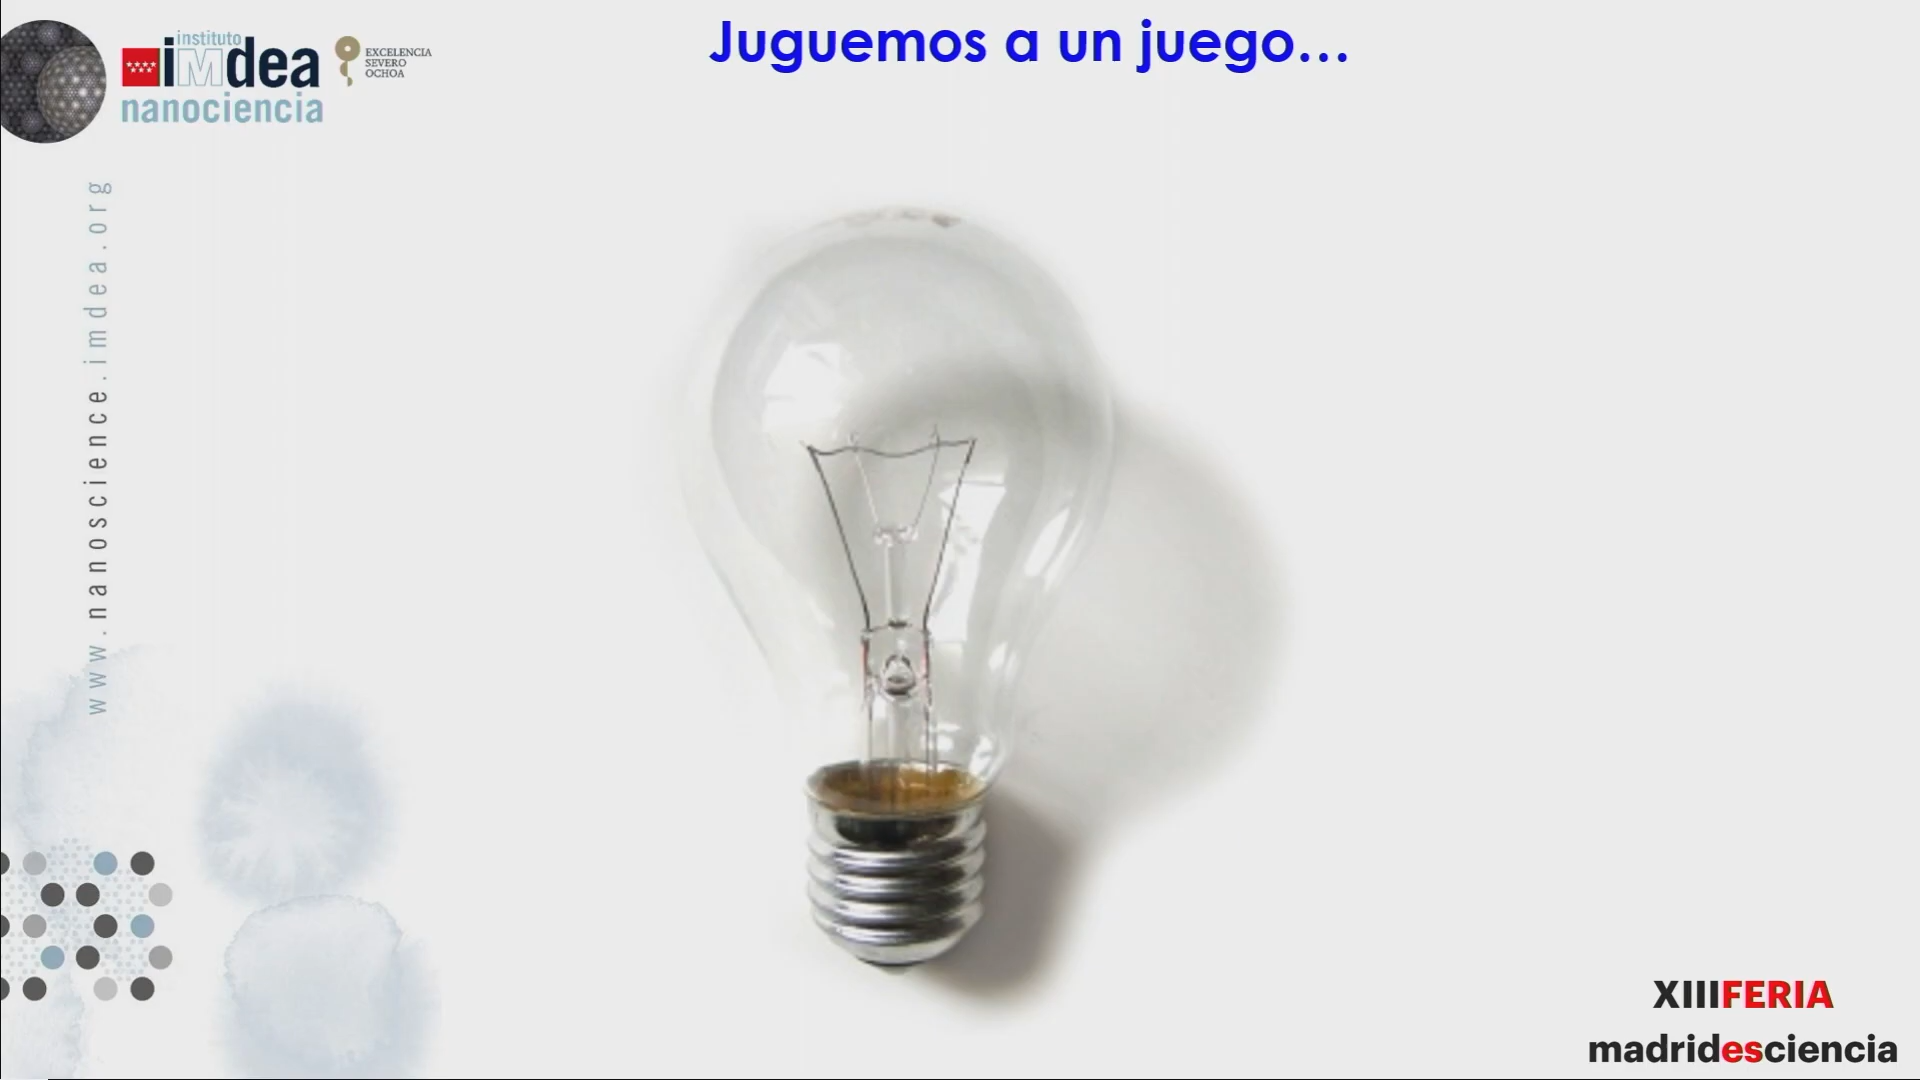 Juguemos a un juego...
instituto
imdea
nanociencia
EXCELENCIA
SEVERO
OCHOA
www.nanoscience.imdea.org
XIIIFERIA
madridesciencia